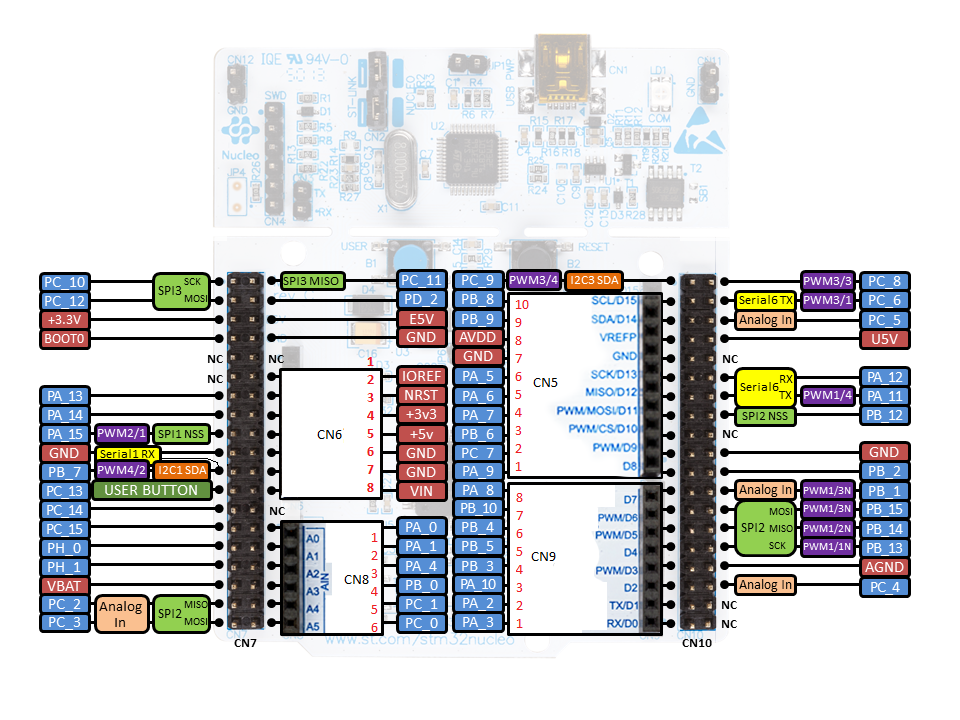 CN12
IQE 94V-0
5013
JP1
CN1
LD1
CN11
GND
USB PWR
COM
SWD
ST-LINK
NUCLEO
CN2
U2
Nucleo
JP4
CN4
TX
RX
X1
C11
U1
T2
SB1
D3 R28
USER
B1
RESET
B2
PC_10
SPI3
SCK
MOSI
SPI3 MISO
PC_11
PC_9
PWM3/4
I2C3 SDA
PWM3/3
PC_8
PC_12
PD_2
PB_8
10
SCL/D15
Serial6 TX
PWM3/1
PC_6
+3.3V
E5V
PB_9
9
SDA/D14
Analog In
PC_5
BOOT0
GND
AVDD
8
VREFP
U5V
NC
NC
1
GND
7
GND
NC
NC
2
IOREF
PA_5
6
SCK/D13
Serial6
RX
TX
PA_12
PA_13
3
NRST
PA_6
5
MISO/D12
PWM1/4
PA_11
PA_14
4
+3v3
PA_7
4
PWM/MOSI/D11
SPI2 NSS
PB_12
PA_15
PWM2/1
SPI1 NSS
CN6
5
+5v
PB_6
3
PWM/CS/D10
NC
GND
Serial1 RX
6
GND
PC_7
2
PWM/D9
GND
PB_7
PWM4/2
I2C1 SDA
7
GND
PA_9
1
D8
PB_2
CN5
PC_13
USER BUTTON
8
VIN
PA_8
8
D7
Analog In
PWM1/3N
PB_1
PC_14
NC
PB_10
7
PWM/D6
SPI2
MOSI
MISO
SCK
PWM1/3N
PB_15
PC_15
A0
1
PA_0
PB_4
6
PWM/D5
PWM1/2N
PB_14
PH_0
A1
2
PA_1
PB_5
5
D4
PWM1/1N
PB_13
CN9
PH_1
A2
3
PA_4
PB_3
4
PWM/D3
AGND
AIN
CN8
VBAT
A3
4
PB_0
PA_10
3
D2
Analog In
PC_4
PC_2
Analog In
SPI2
MISO
MOSI
A4
5
PC_1
PA_2
2
TX/D1
NC
PC_3
A5
6
PC_0
PA_3
1
RX/D0
NC
CN7
CN10
CN7
www.st.com/stm32nucleo
CN10